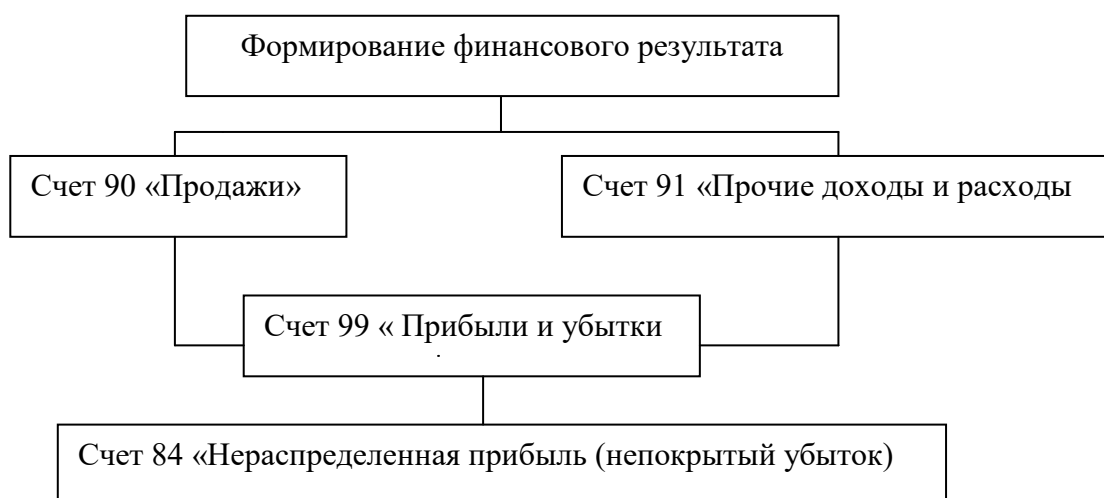 Формирование финансового результата
Счет 90 «Продажи»
Счет 91 «Прочие доходы и расходы
Счет 99 « Прибыли и убытки
Счет 84 «Нераспределенная прибыль (непокрытый убыток)